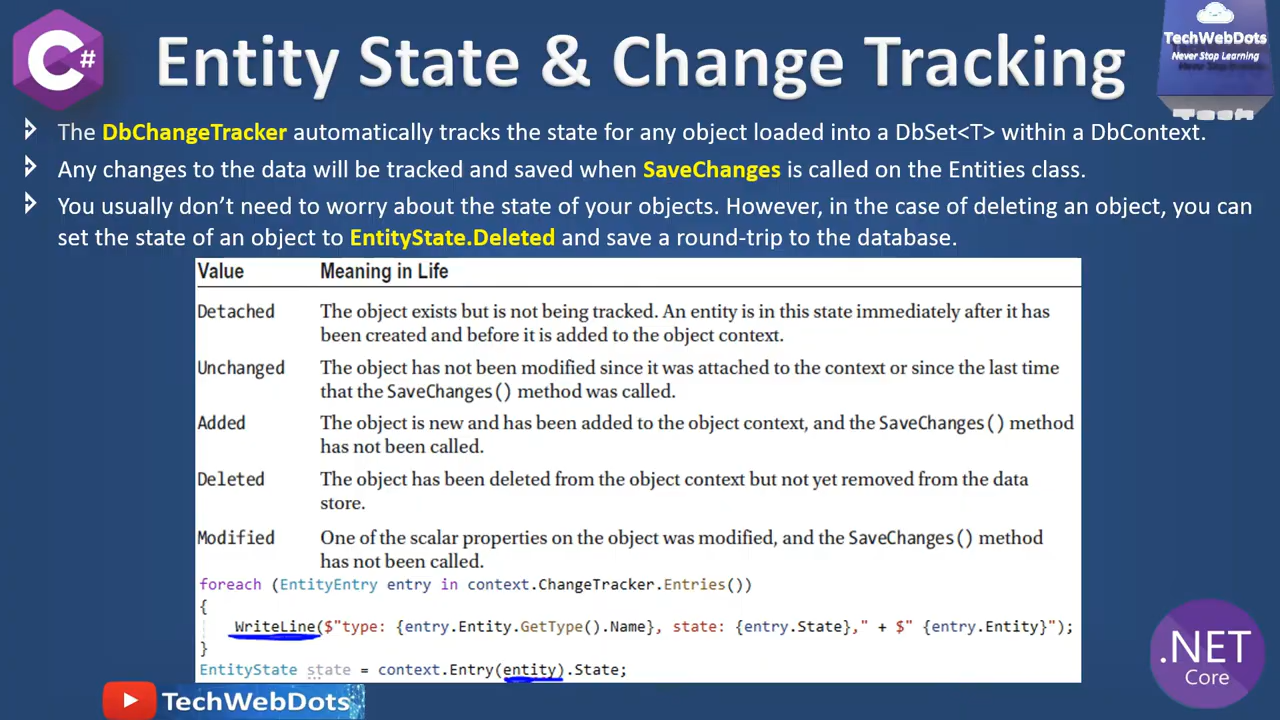 C#
Entity State & Change Tracking
TechWebDots
Never Stop Learning
The DbChangeTracker automatically tracks the state for any object loaded into a DbSet<T> within a DbContext.
Any changes to the data will be tracked and saved when SaveChanges is called on the Entities class.
You usually don't need to worry about the state of your objects. However, in the case of deleting an object, you can
set the state of an object to EntityState.Deleted and save a round-trip to the database.
Value Meaning in Life
Detached The object exists but is not being tracked. An entity is in this state immediately after it has
been created and before it is added to the object context.
Unchanged The object has not been modified since it was attached to the context or since the last time
that the SaveChanges() method was called.
Added The object is new and has been added to the object context, and the SaveChanges() method
has not been called.
Deleted The object has been deleted from the object context but not yet removed from the data
store.
Modified One of the scalar properties on the object was modified, and the SaveChanges() method
has not been called.
foreach (EntityEntry entry in context.ChangeTracker.Entries())
{
WriteLine($"type: {entry.Entity.GetType().Name}, state: {entry.State}," + $" {entry.Entity}");
}
EntityState state = context.Entry(entity).State;
.NET
Core
TechWebDots